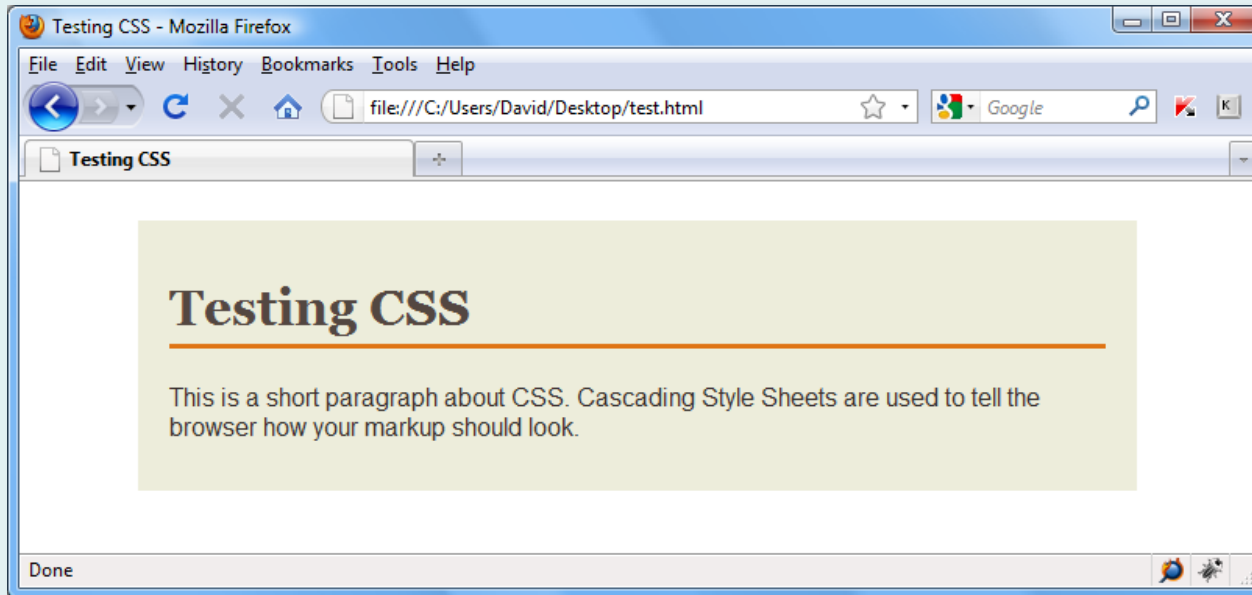 Testing CSS - Mozilla Firefox
File Edit View History Bookmarks Tools Help
file:///C:/Users/David/Desktop/test.html Google K
Testing CSS
Testing CSS
This is a short paragraph about CSS. Cascading Style Sheets are used to tell the
browser how your markup should look.
Done